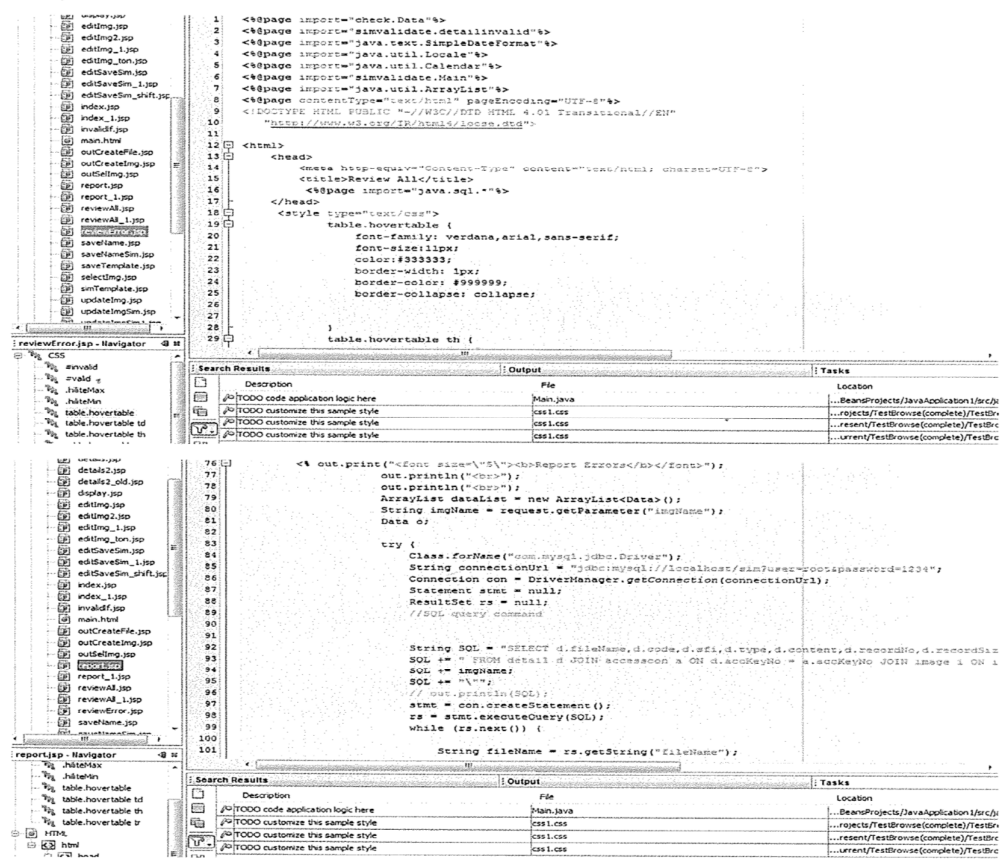 display.jsp
editImg.jsp
editImg2.jsp
editImg_1.jsp
editImg_ton.jsp
editSaveSim.jsp
editSaveSim_1.jsp
editSaveSim_shift.jsp
index.jsp
index_1.jsp
invalidif.jsp
main.html
outCreateFile.jsp
outCreateImg.jsp
outSelImg.jsp
report.jsp
report_1.jsp
reviewAll.jsp
reviewAll_1.jsp
reviewError.jsp
saveName.jsp
saveNameSim.jsp
saveTemplate.jsp
selectImg.jsp
simTemplate.jsp
updateImg.jsp
updateImgSim.jsp
1 <%@page import="check.Data"%>
2 <%@page import="simvalidate.detailinvalid"%>
3 <%@page import="java.text.SimpleDateFormat"%>
4 <%@page import="java.util.Locale"%>
5 <%@page import="java.util.Calendar"%>
6 <%@page import="simvalidate.Main"%>
7 <%@page import="java.util.ArrayList"%>
8 <%@page contentType="text/html" pageEncoding="UTF-8"%>
9 <!DOCTYPE HTML PUBLIC "-//W3C//DTD HTML 4.01 Transitional//EN"
10 "http://www.w3.org/TR/html4/loose.dtd">
11
12 <html>
13 <head>
14 <meta http-equiv="Content-Type" content="text/html; charset=UTF-8">
15 <title>Review All</title>
16 <%@page import="java.sql.*"%>
17 </head>
18 <style type="text/css">
19 table.hovertable {
20 font-family: verdana,arial,sans-serif;
21 font-size:11px;
22 color:#333333;
23 border-width: 1px;
24 border-color: #999999;
25 border-collapse: collapse;
26
27
28 }
29 table.hovertable th {
reviewError.jsp - Navigator
CSS
#invalid
#valid
.hiliteMax
.hiliteMin
table.hovertable
table.hovertable td
table.hovertable th
Search Results Output Tasks
Description File Location
TODO code application logic here Main.java ...BeansProjects/JavaApplication1/src/ja
TODO customize this sample style css1.css ...rojects/TestBrowse(complete)/TestBro
TODO customize this sample style css1.css ...resent/TestBrowse(complete)/TestBro
TODO customize this sample style css1.css ...urrent/TestBrowse(complete)/TestBro
details2.jsp
details2_old.jsp
display.jsp
editImg.jsp
editImg2.jsp
editImg_1.jsp
editImg_ton.jsp
editSaveSim.jsp
editSaveSim_1.jsp
editSaveSim_shift.jsp
index.jsp
index_1.jsp
invalidif.jsp
main.html
outCreateFile.jsp
outCreateImg.jsp
outSelImg.jsp
report.jsp
report_1.jsp
reviewAll.jsp
reviewAll_1.jsp
reviewError.jsp
saveName.jsp
saveNameSim.jsp
76 <% out.print("<font size=\"5\"><b>Report Errors</b></font>");
77 out.println("<br>");
78 out.println("<br>");
79 ArrayList dataList = new ArrayList<Data>();
80 String imgName = request.getParameter("imgName");
81 Data o;
82
83 try {
84 Class.forName("com.mysql.jdbc.Driver");
85 String connectionUrl = "jdbc:mysql://localhost/sim?user=root&password=1234";
86 Connection con = DriverManager.getConnection(connectionUrl);
87 Statement stmt = null;
88 ResultSet rs = null;
89 //SQL query command
90
91
92 String SQL = "SELECT d.fileName,d.code,d.sfi,d.type,d.content,d.recordNo,d.recordSiz
93 SQL += " FROM detail d JOIN accesscon a ON d.accKeyNo = a.accKeyNo JOIN image i ON i
94 SQL += imgName;
95 SQL += "\"";
96 // out.println(SQL);
97 stmt = con.createStatement();
98 rs = stmt.executeQuery(SQL);
99 while (rs.next()) {
100
101 String fileName = rs.getString("fileName");
report.jsp - Navigator
.hiliteMax
.hiliteMin
table.hovertable
table.hovertable td
table.hovertable th
table.hovertable tr
HTML
html
head
Search Results Output Tasks
Description File Location
TODO code application logic here Main.java ...BeansProjects/JavaApplication1/src/ja
TODO customize this sample style css1.css ...rojects/TestBrowse(complete)/TestBro
TODO customize this sample style css1.css ...resent/TestBrowse(complete)/TestBro
TODO customize this sample style css1.css ...urrent/TestBrowse(complete)/TestBro